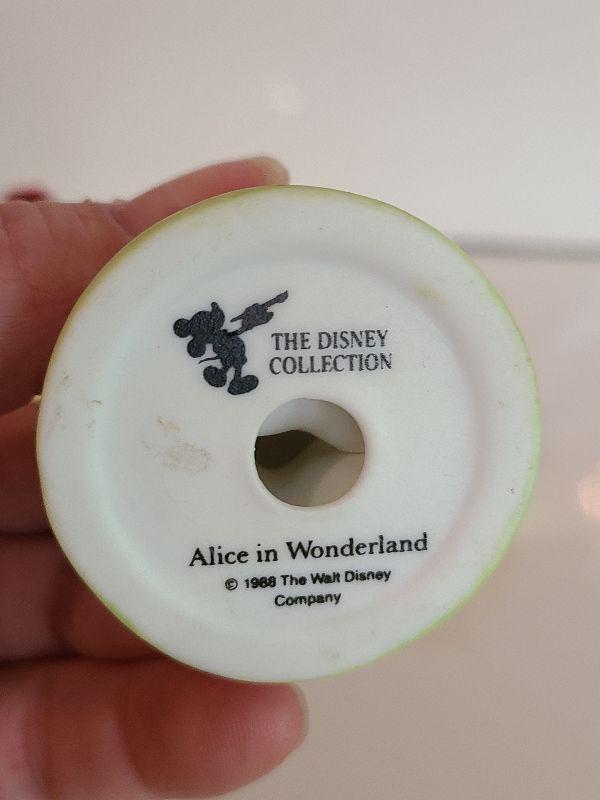 THE DISNEY
COLLECTION
Alice in Wonderland
© 1988 The Walt Disney
Company